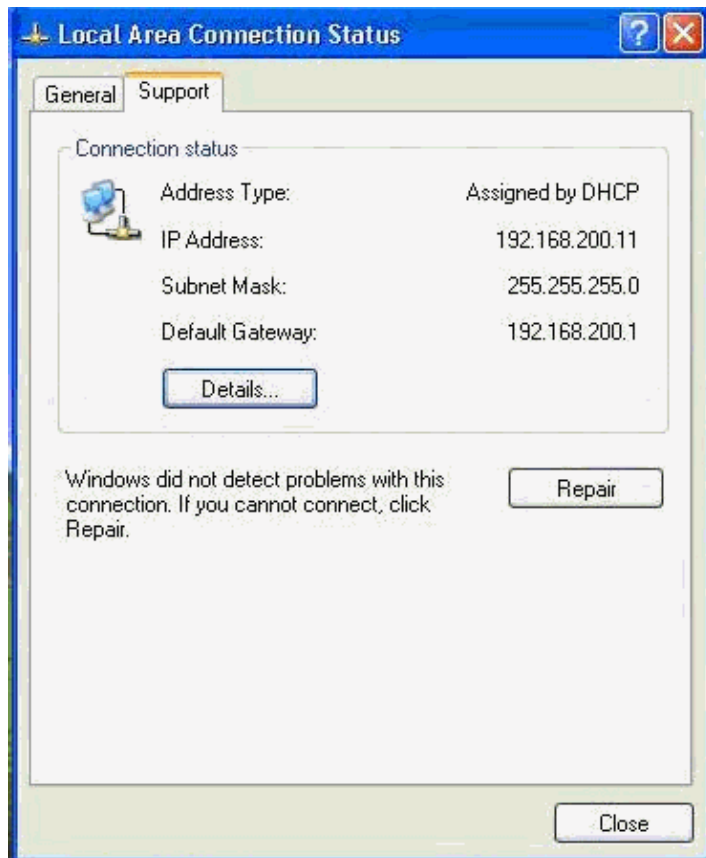 Local Area Connection Status
General Support
Connection status
Address Type: Assigned by DHCP
IP Address: 192.168.200.11
Subnet Mask: 255.255.255.0
Default Gateway: 192.168.200.1
Details...
Windows did not detect problems with this
connection. If you cannot connect, click
Repair.
Repair
Close